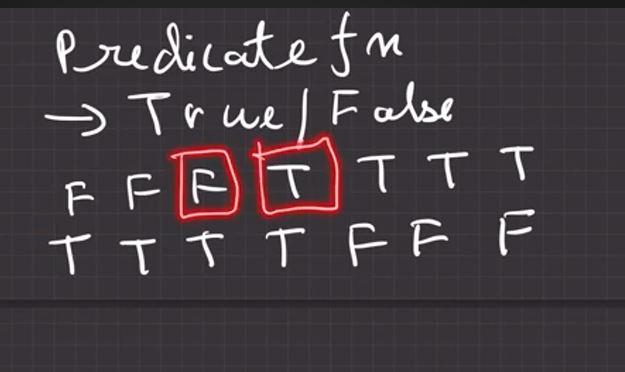 Predicate fn
→ True/False
F F F T T T T
T T T T F F F